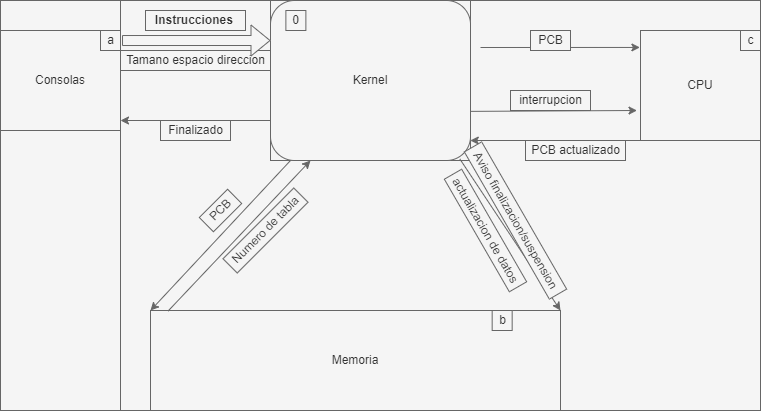 Instrucciones
0
PCB
a
c
Tamano espacio direccion
Consolas
Kernel
CPU
interrupcion
Finalizado
PCB actualizado
PCB
Numero de tabla
actualizacion de datos
Aviso finalizacion/suspension
b
Memoria